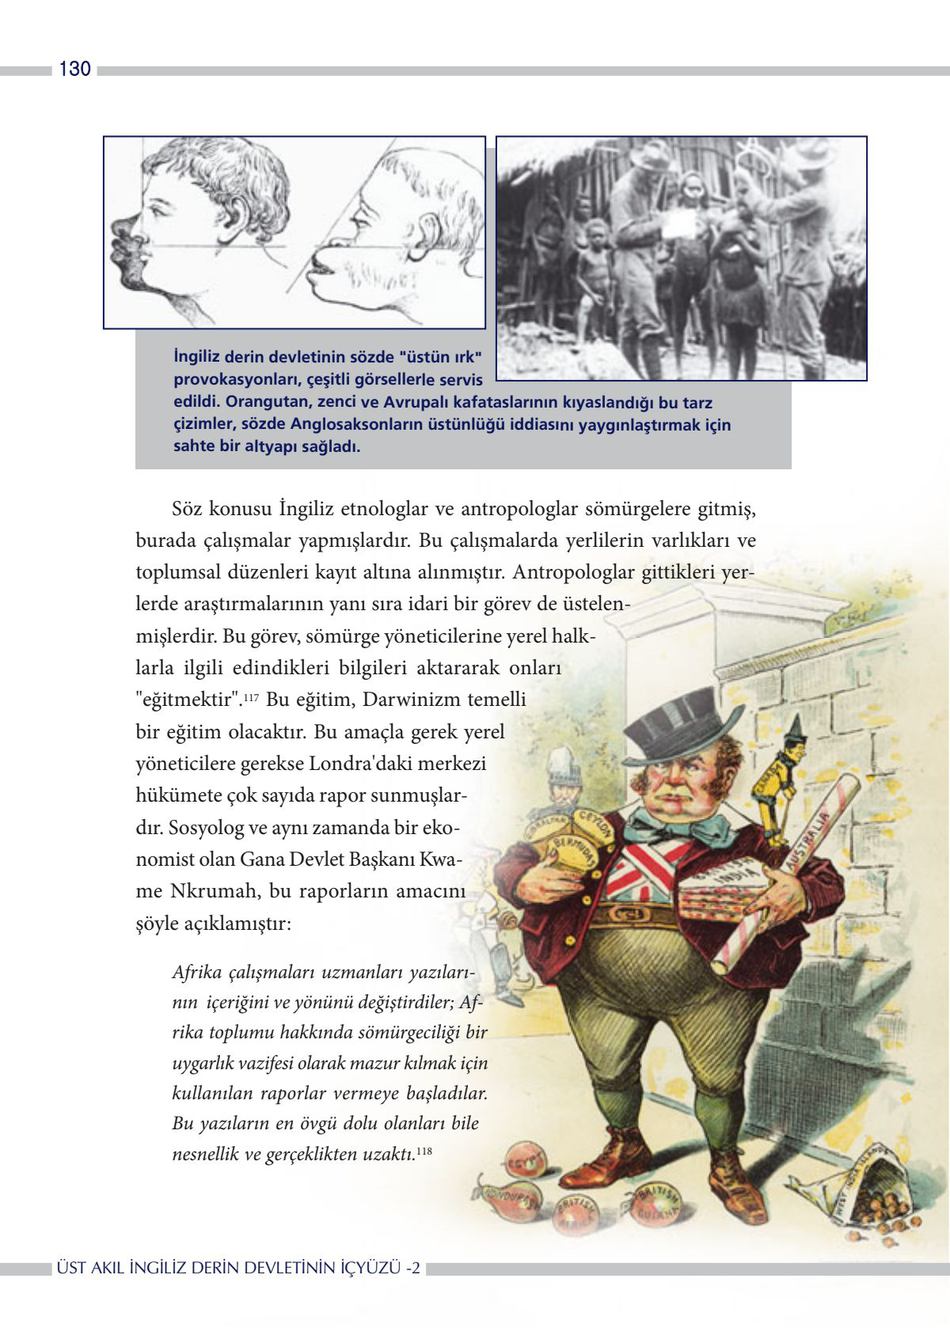 130
İngiliz derin devletinin sözde "üstün ırk"
provokasyonları, çeşitli görsellerle servis
edildi. Orangutan, zenci ve Avrupalı kafataslarının kıyaslandığı bu tarz
çizimler, sözde Anglosaksonların üstünlüğü iddiasını yaygınlaştırmak için
sahte bir altyapı sağladı.
Söz konusu İngiliz etnologlar ve antropologlar sömürgelere gitmiş,
burada çalışmalar yapmışlardır. Bu çalışmalarda yerlilerin varlıkları ve
toplumsal düzenleri kayıt altına alınmıştır. Antropologlar gittikleri yer-
lerde araştırmalarının yanı sıra idari bir görev de üstelen-
mişlerdir. Bu görev, sömürge yöneticilerine yerel halk-
larla ilgili edindikleri bilgileri aktararak onları
"eğitmektir".117 Bu eğitim, Darwinizm temelli
bir eğitim olacaktır. Bu amaçla gerek yerel
yöneticilere gerekse Londra'daki merkezi
hükümete çok sayıda rapor sunmuşlar-
dır. Sosyolog ve aynı zamanda bir eko-
nomist olan Gana Devlet Başkanı Kwa-
me Nkrumah, bu raporların amacını
şöyle açıklamıştır:
Afrika çalışmaları uzmanları yazıları-
nın içeriğini ve yönünü değiştirdiler; Af-
rika toplumu hakkında sömürgeciliği bir
uygarlık vazifesi olarak mazur kılmak için
kullanılan raporlar vermeye başladılar.
Bu yazıların en övgü dolu olanları bile
nesnellik ve gerçeklikten uzaktı.118
CANADA
GIBRALTAR
CEYLON
BERMUDAS
BRITISH
INDIA
AUSTRALIA
EGYPT
HONDURAS
BRITISH
BRITISH
GUIANA
WEST INDIA ISLANDS
ÜST AKIL İNGİLİZ DERİN DEVLETİNİN İÇYÜZÜ -2